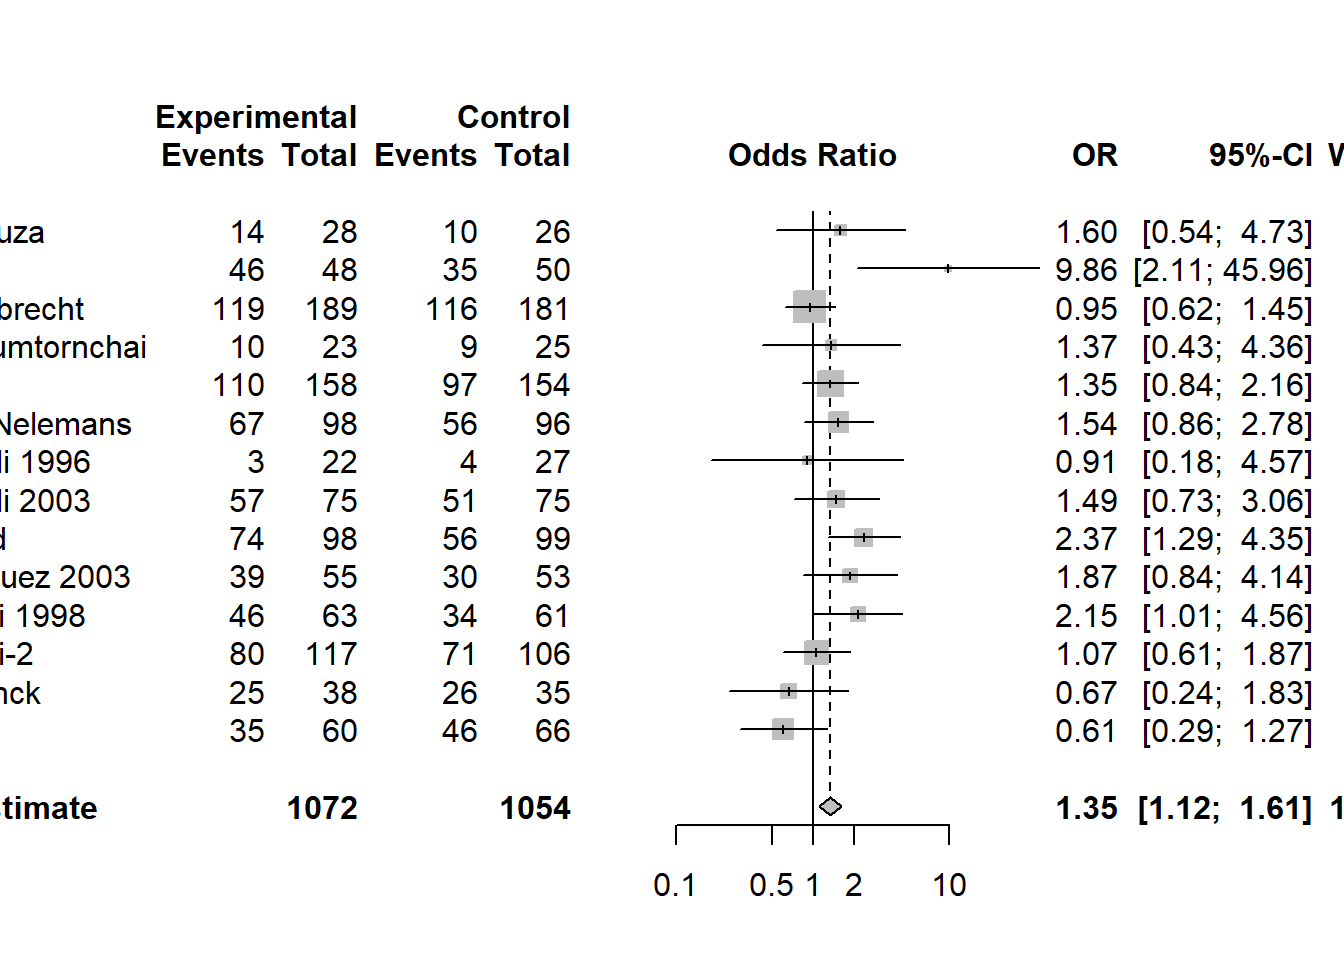 Experimental Control
Events Total Events Total Odds Ratio OR 95%-CI W
uza 14 28 10 26 1.60 [0.54; 4.73]
46 48 35 50 9.86 [2.11; 45.96]
brecht 119 189 116 181 0.95 [0.62; 1.45]
umtornchai 10 23 9 25 1.37 [0.43; 4.36]
110 158 97 154 1.35 [0.84; 2.16]
Nelemans 67 98 56 96 1.54 [0.86; 2.78]
li 1996 3 22 4 27 0.91 [0.18; 4.57]
li 2003 57 75 51 75 1.49 [0.73; 3.06]
d 74 98 56 99 2.37 [1.29; 4.35]
uez 2003 39 55 30 53 1.87 [0.84; 4.14]
i 1998 46 63 34 61 2.15 [1.01; 4.56]
i-2 80 117 71 106 1.07 [0.61; 1.87]
nck 25 38 26 35 0.67 [0.24; 1.83]
35 60 46 66 0.61 [0.29; 1.27]
stimate 1072 1054 1.35 [1.12; 1.61] 1
0.1 0.5 1 2 10